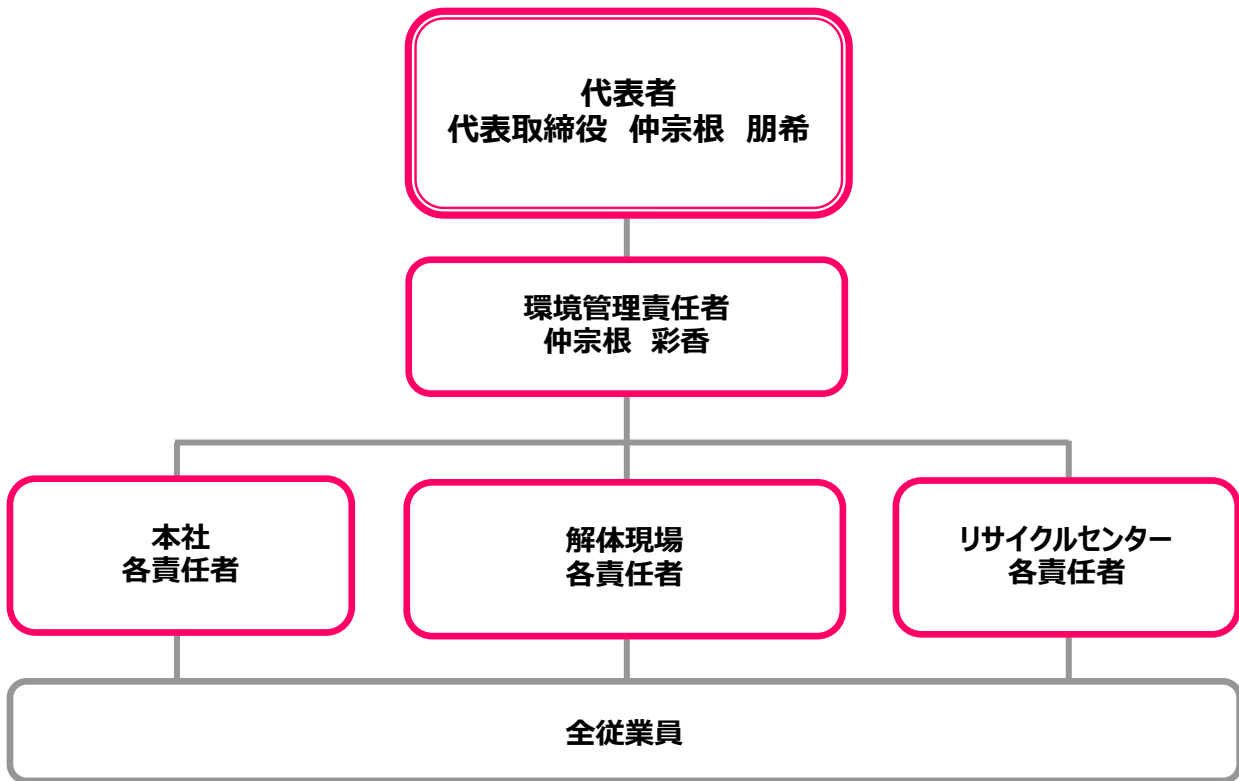 代表者
代表取締役 仲宗根 朋希
環境管理責任者
仲宗根 彩香
本社
各責任者
解体現場
各責任者
リサイクルセンター
各責任者
全従業員